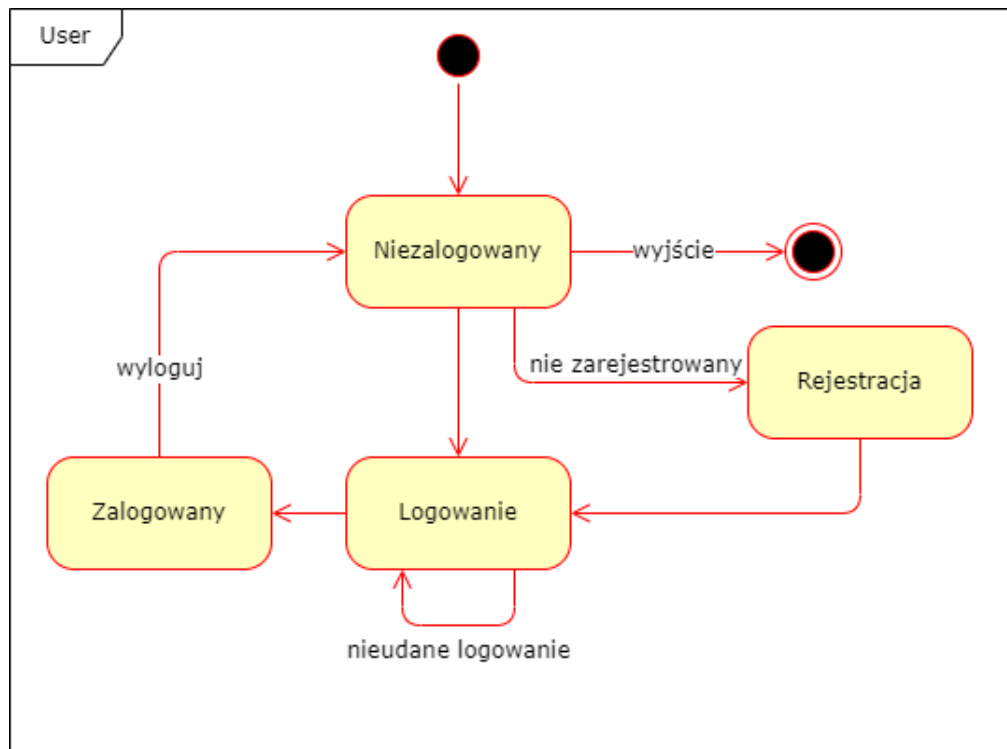 User
Niezalogowany
wyjście
nie zarejestrowany
wyloguj
Rejestracja
Zalogowany
Logowanie
nieudane logowanie